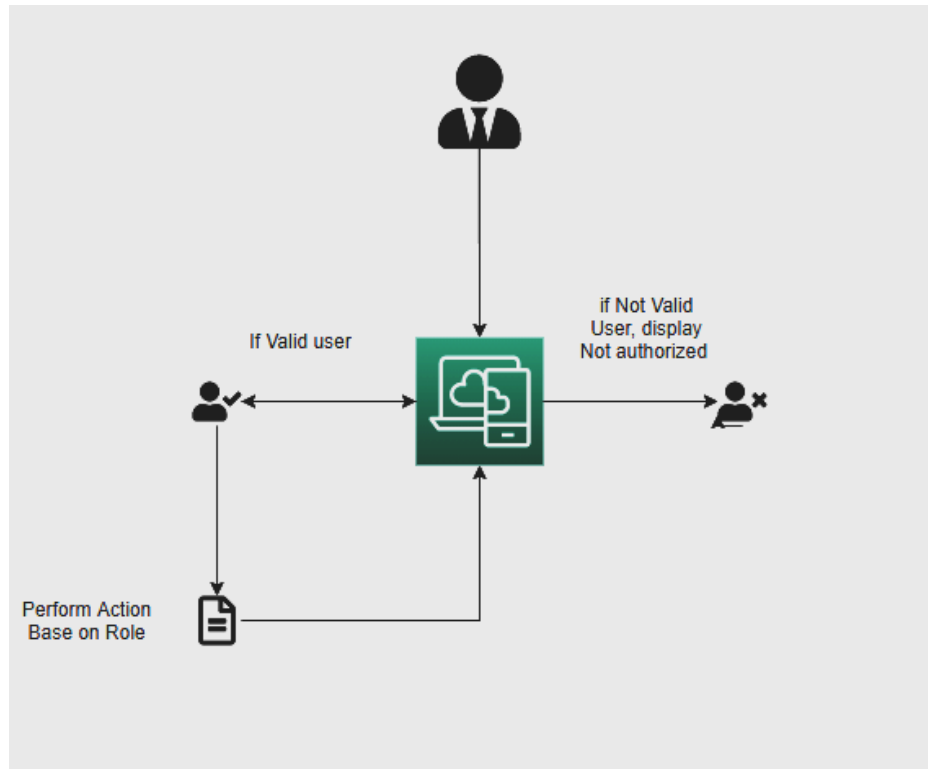 if Not Valid
User, display
Not authorized
If Valid user
Perform Action
Base on Role